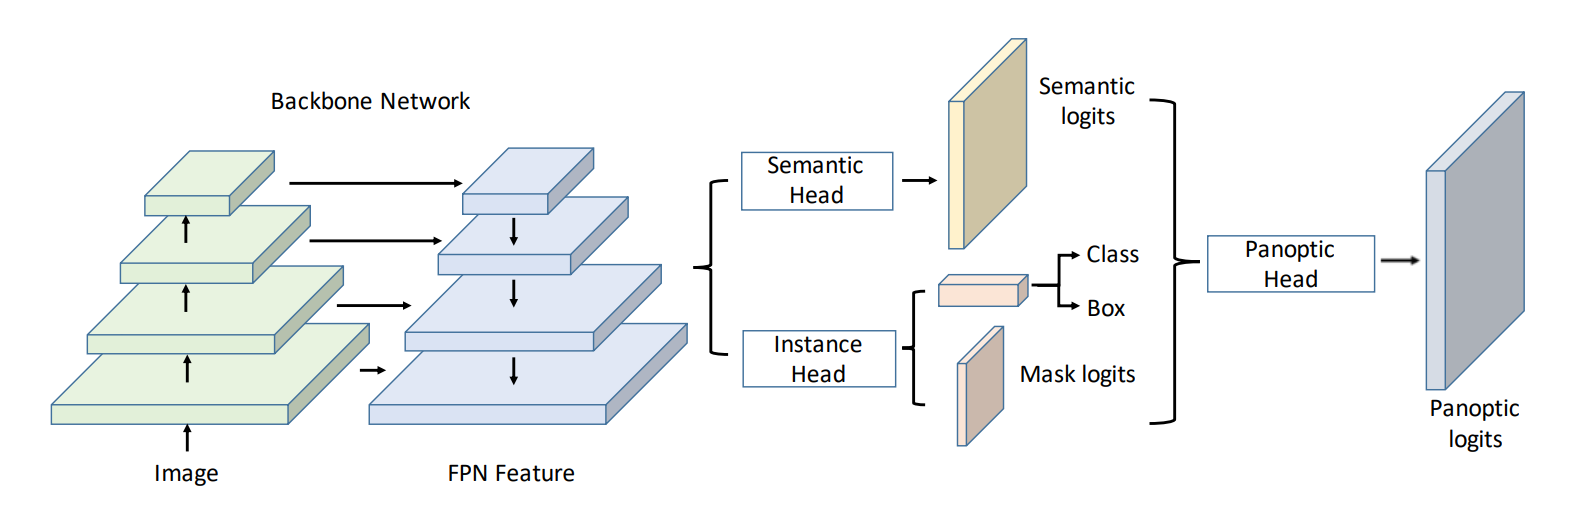 Backbone Network
Image
FPN Feature
Semantic
Head
Instance
Head
Semantic
logits
Class
Box
Mask logits
Panoptic
Head
Panoptic
logits